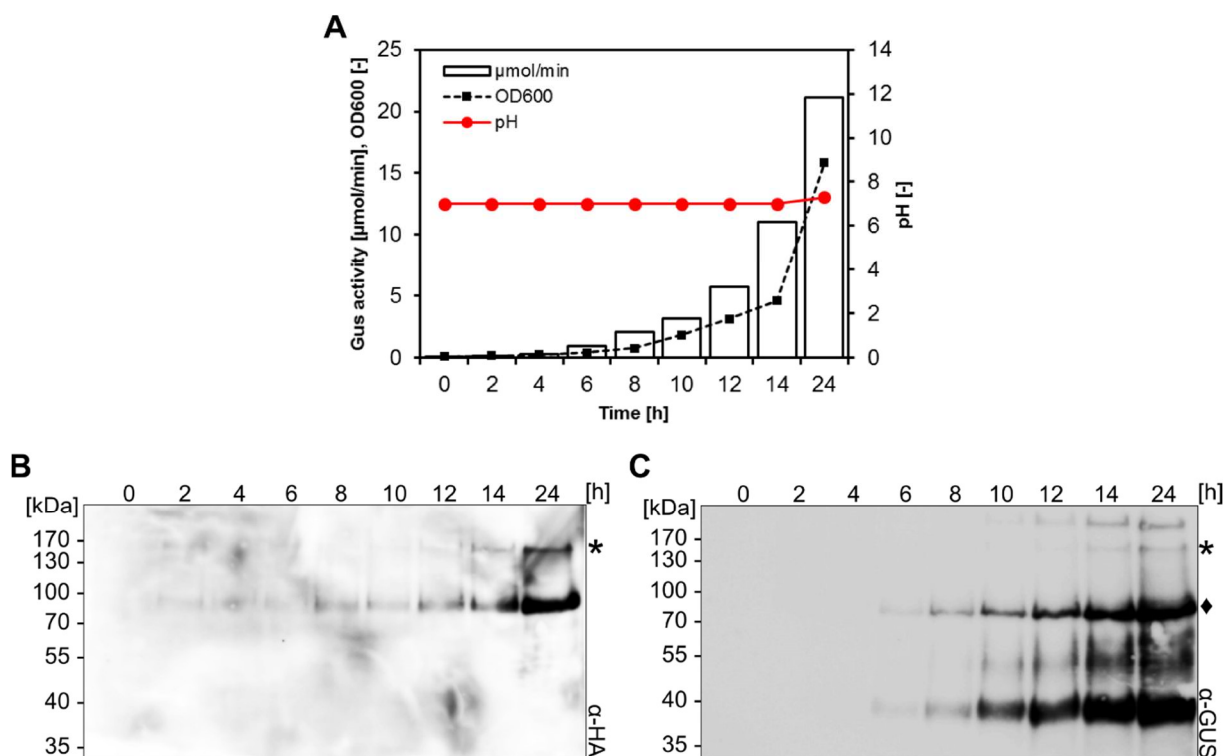 A
25
20
15
10
5
0
Gus activity [µmol/min], OD600 [-]
µmol/min
OD600
pH
14
12
10
8
6
4
2
0
pH [-]
0 2 4 6 8 10 12 14 24
Time [h]
B
0 2 4 6 8 10 12 14 24 [h]
[kDa]
170
130
100
70
55
40
35
*
α-HA
C
0 2 4 6 8 10 12 14 24 [h]
[kDa]
170
130
100
70
55
40
35
*
♦
α-GUS